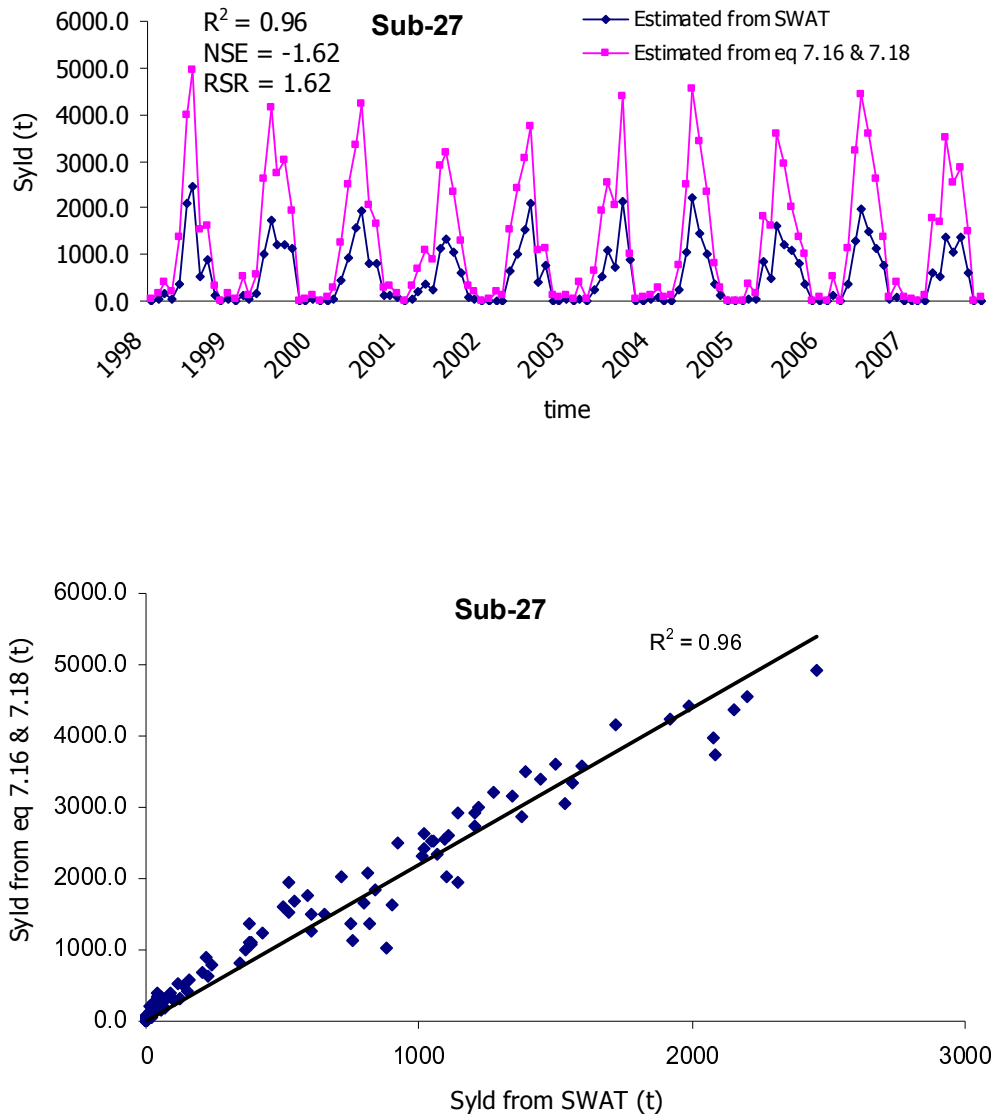 R² = 0.96
NSE = -1.62
RSR = 1.62
Sub-27
Estimated from SWAT
Estimated from eq 7.16 & 7.18
Syld (t)
6000.0
5000.0
4000.0
3000.0
2000.0
1000.0
0.0
1998
1999
2000
2001
2002
2003
2004
2005
2006
2007
time
Sub-27
R² = 0.96
Syld from eq 7.16 & 7.18 (t)
6000.0
5000.0
4000.0
3000.0
2000.0
1000.0
0.0
0
1000
2000
3000
Syld from SWAT (t)